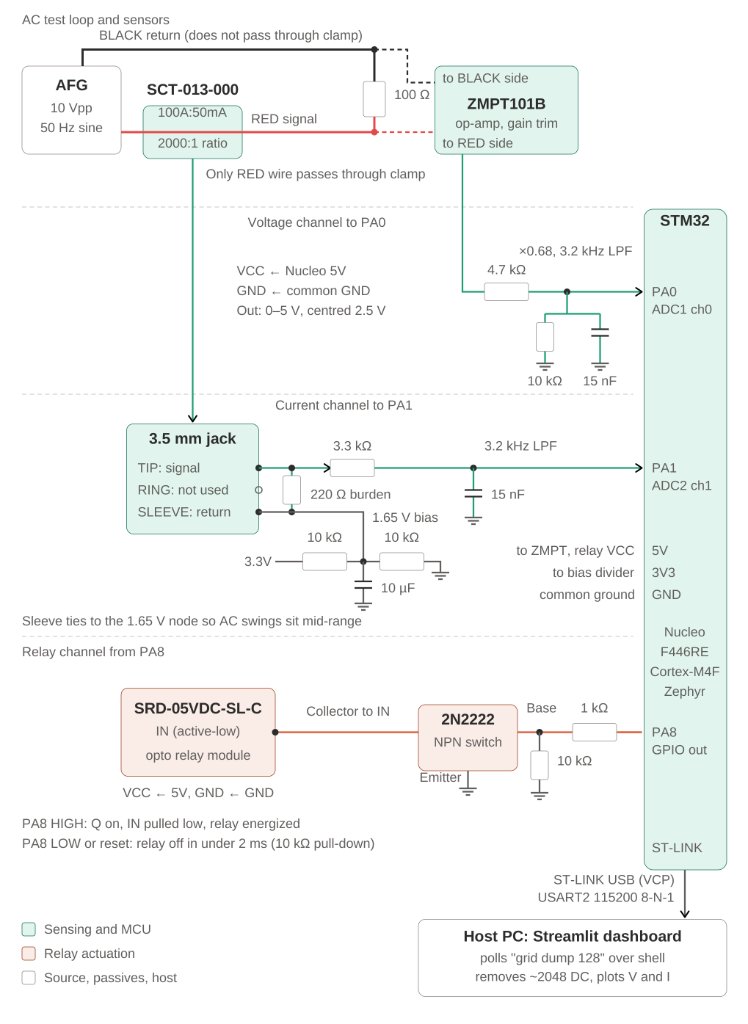 AC test loop and sensors
BLACK return (does not pass through clamp)
AFG
10 Vpp
50 Hz sine
SCT-013-000
100A:50mA
2000:1 ratio
RED signal
100 Ω
to BLACK side
ZMPT101B
op-amp, gain trim
to RED side
Only RED wire passes through clamp
Voltage channel to PA0
STM32
VCC ← Nucleo 5V
GND ← common GND
Out: 0–5 V, centred 2.5 V
×0.68, 3.2 kHz LPF
4.7 kΩ
PA0
ADC1 ch0
10 kΩ
15 nF
Current channel to PA1
3.5 mm jack
TIP: signal
RING: not used
SLEEVE: return
3.3 kΩ
3.2 kHz LPF
PA1
ADC2 ch1
220 Ω burden
15 nF
1.65 V bias
10 kΩ
10 kΩ
3.3V
10 µF
to ZMPT, relay VCC
5V
to bias divider
3V3
common ground
GND
Sleeve ties to the 1.65 V node so AC swings sit mid-range
Nucleo
F446RE
Cortex-M4F
Zephyr
Relay channel from PA8
SRD-05VDC-SL-C
IN (active-low)
opto relay module
Collector to IN
2N2222
NPN switch
Base
1 kΩ
PA8
GPIO out
10 kΩ
Emitter
VCC ← 5V, GND ← GND
PA8 HIGH: Q on, IN pulled low, relay energized
PA8 LOW or reset: relay off in under 2 ms (10 kΩ pull-down)
ST-LINK
ST-LINK USB (VCP)
USART2 115200 8-N-1
Sensing and MCU
Relay actuation
Source, passives, host
Host PC: Streamlit dashboard
polls "grid dump 128" over shell
removes ~2048 DC, plots V and I